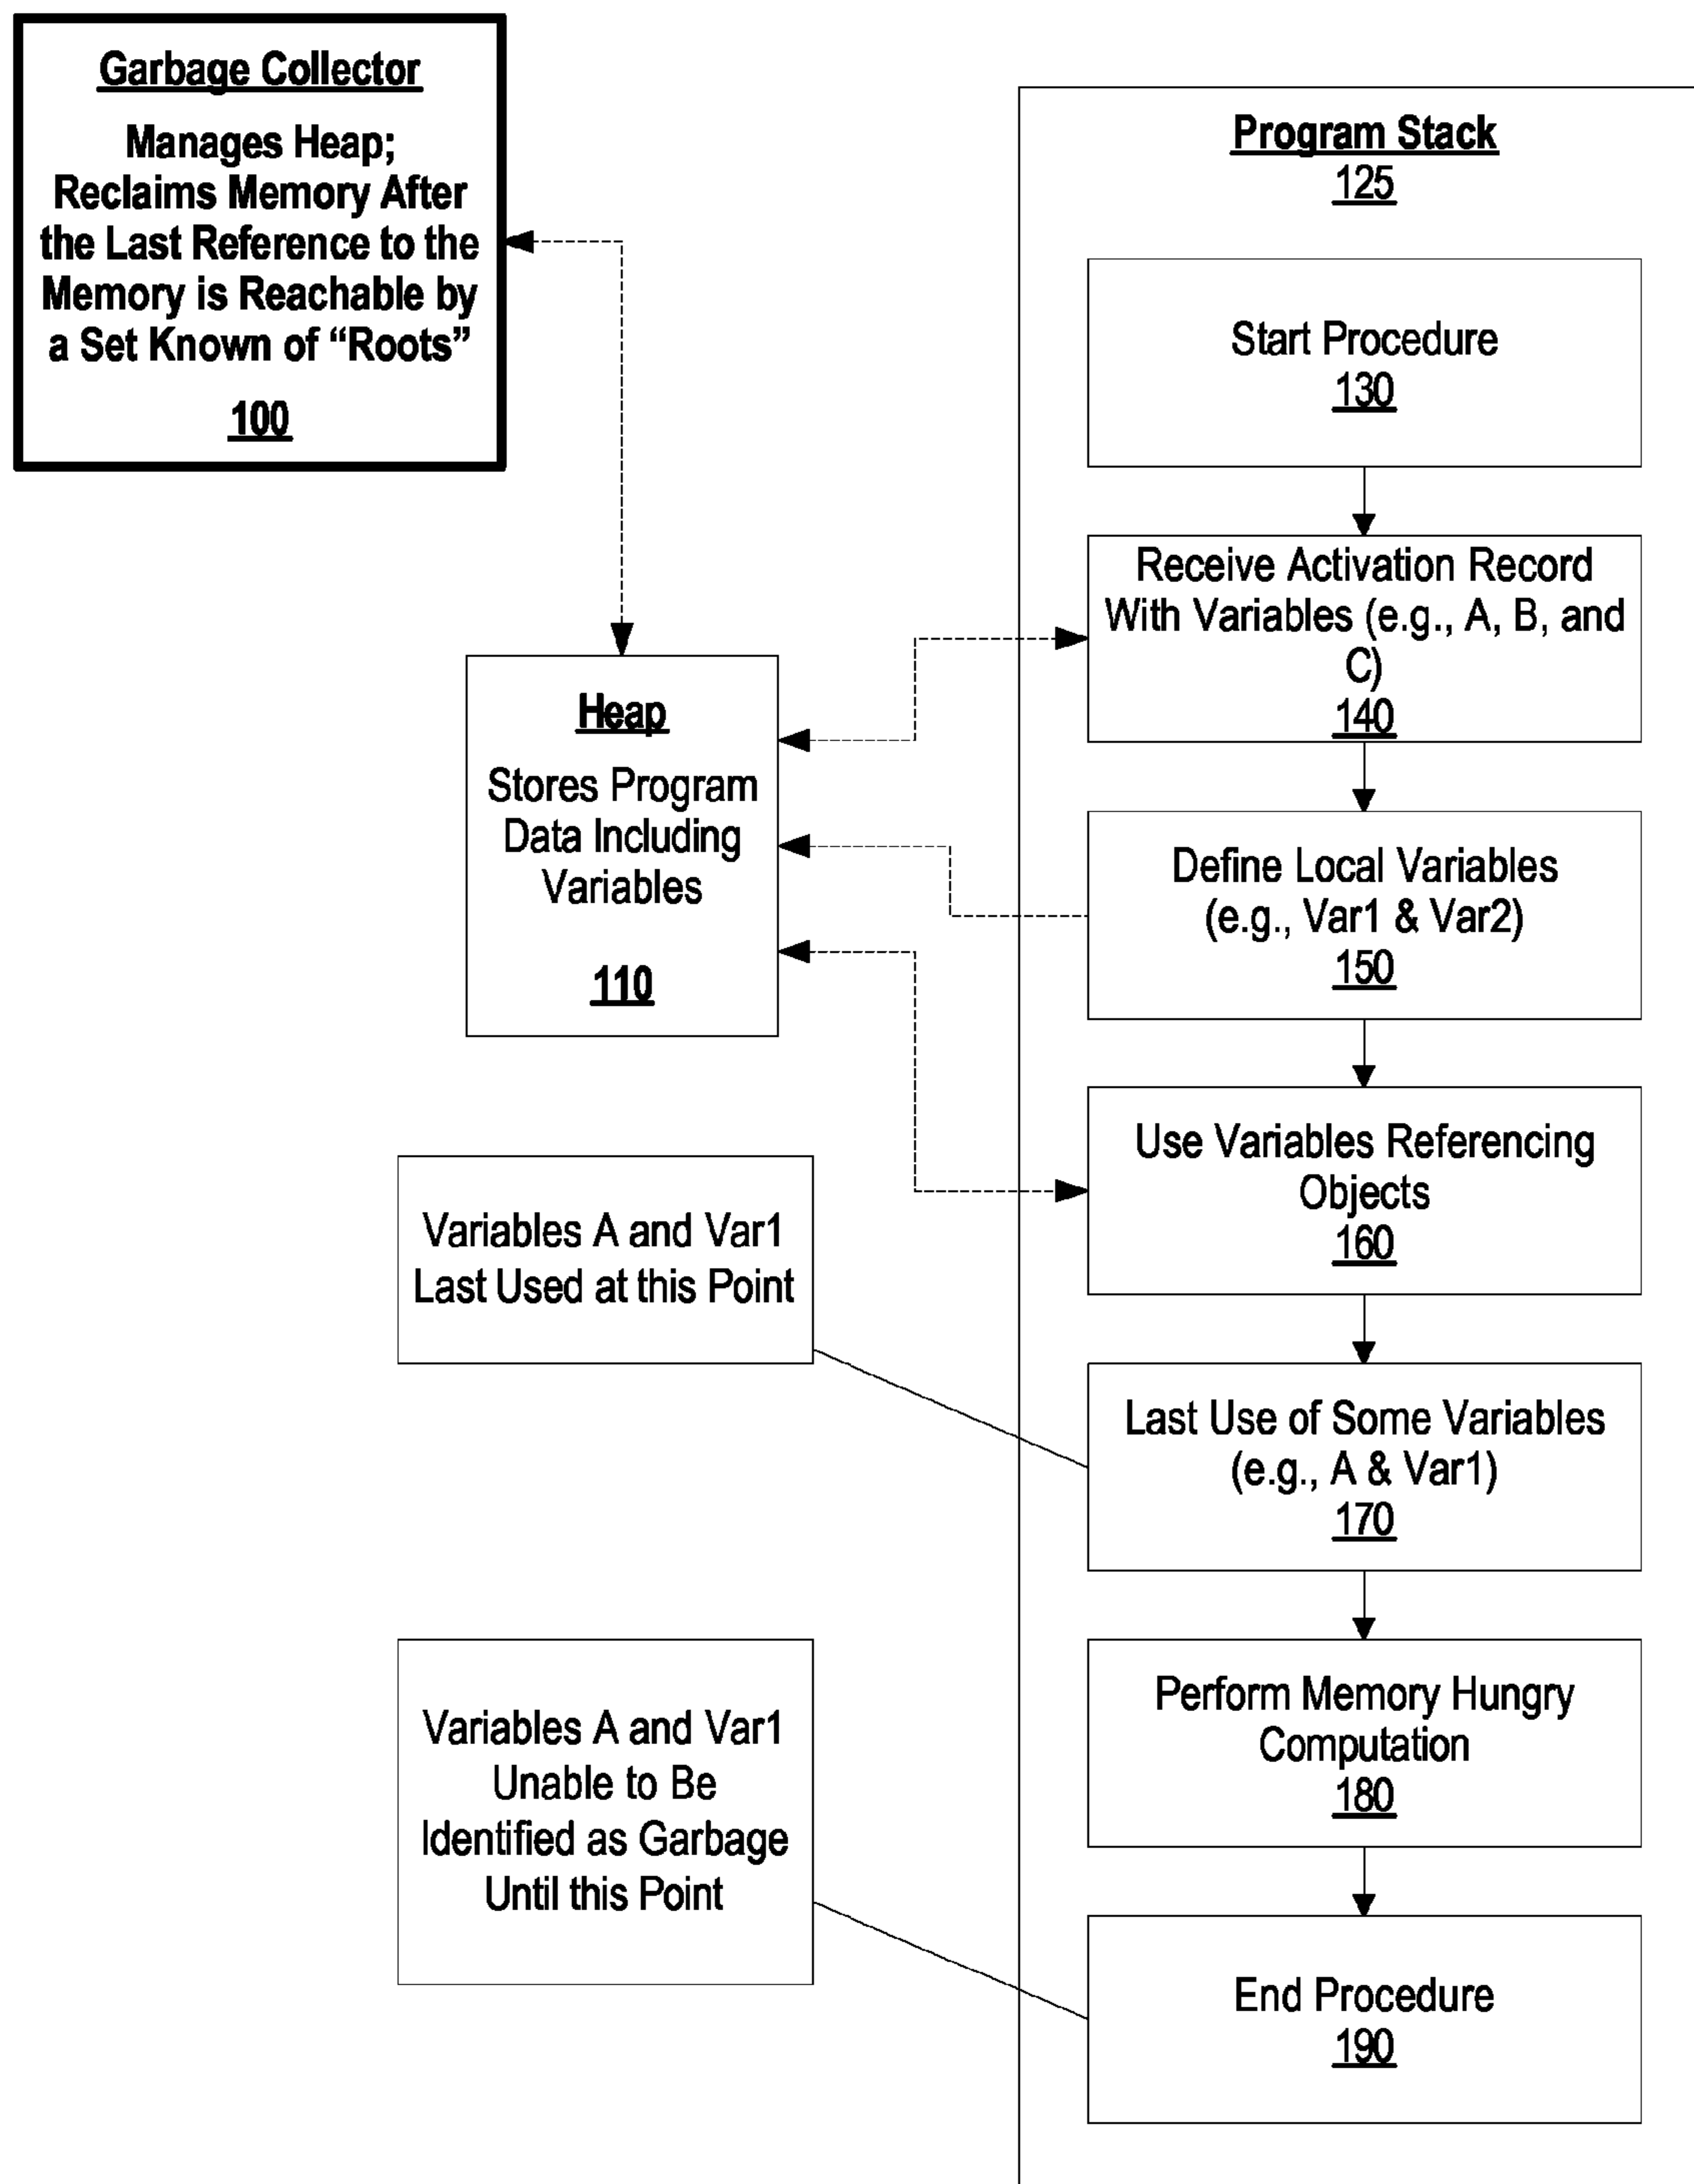 Garbage Collector
Manages Heap;
Reclaims Memory After
the Last Reference to the
Memory is Reachable by
a Set Known of “Roots”
100
Program Stack
125
Start Procedure
130
Receive Activation Record
With Variables (e.g., A, B, and
C)
140
Heap
Stores Program
Data Including
Variables
110
Define Local Variables
(e.g., Var1 & Var2)
150
Use Variables Referencing
Objects
160
Variables A and Var1
Last Used at this Point
Last Use of Some Variables
(e.g., A & Var1)
170
Perform Memory Hungry
Computation
180
Variables A and Var1
Unable to Be
Identified as Garbage
Until this Point
End Procedure
190